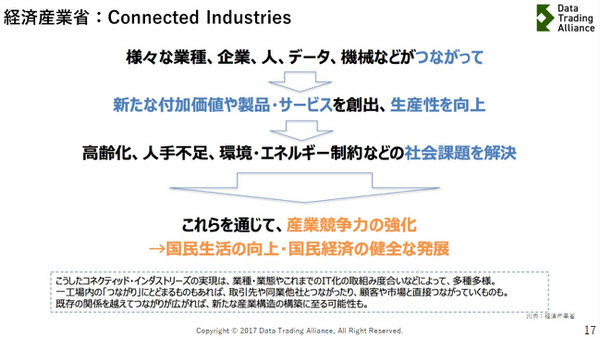 経済産業省：Connected Industries
Data
Trading
Alliance
様々な業種、企業、人、データ、機械などがつながって
新たな付加価値や製品・サービスを創出、生産性を向上
高齢化、人手不足、環境・エネルギー制約などの社会課題を解決
これらを通じて、産業競争力の強化
→国民生活の向上・国民経済の健全な発展
こうしたコネクティッド・インダストリーズの実現は、業種・業態やこれまでのIT化の取組み度合いなどによって、多種多様。
一工場内の「つながり」にとどまるものもあれば、取引先や同業他社とつながったり、顧客や市場と直接つながっていくものも。
既存の関係を越えてつながりが広がれば、新たな産業構造の構築に至る可能性も。
出所：経済産業省
Copyright © 2017 Data Trading Alliance, All Right Reserved.
17